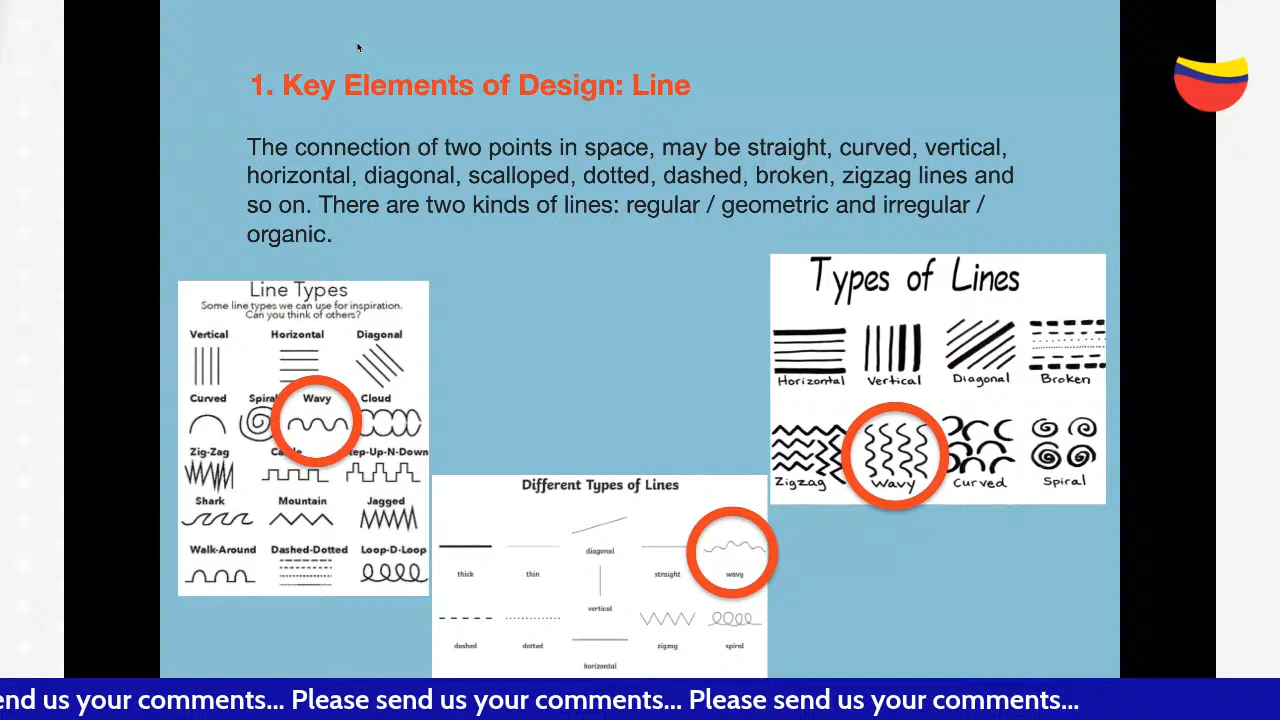 1. Key Elements of Design: Line
The connection of two points in space, may be straight, curved, vertical,
horizontal, diagonal, scalloped, dotted, dashed, broken, zigzag lines and
so on. There are two kinds of lines: regular / geometric and irregular /
organic.
Line Types
Some line types we can use for inspiration.
Can you think of others?
Vertical Horizontal Diagonal
Curved Spiral Wavy Cloud
Zig-Zag
Shark Mountain Jagged
Walk-Around Dashed-Dotted Loop-D-Loop
Different Types of Lines
diagonal
thick thin straight wavy
vertical
dashed dotted zigzag spiral
horizontal
Types of Lines
Horizontal Vertical Diagonal Broken
Zigzag Wavy Curved Spiral
end us your comments... Please send us your comments... Please send us your comments...